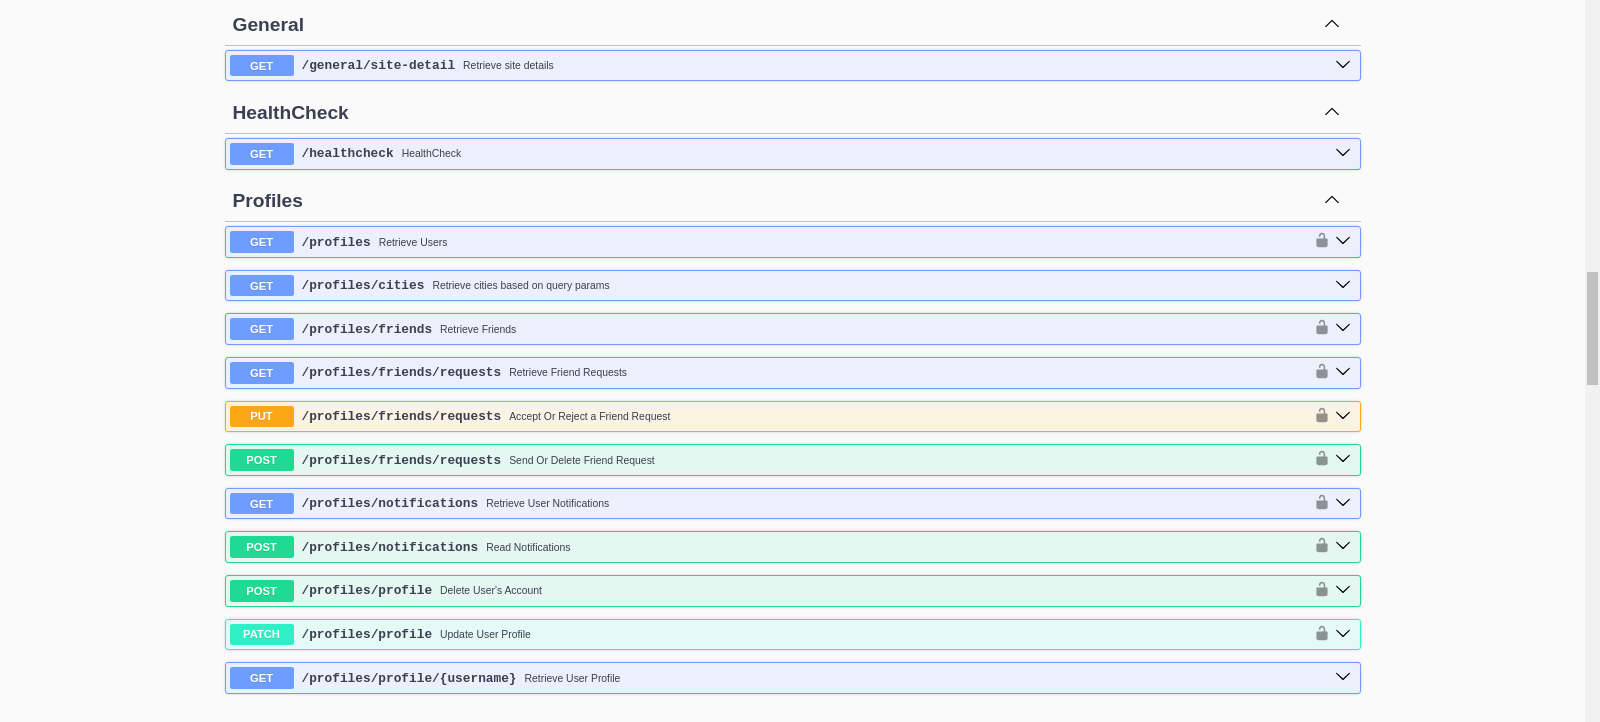 General
GET /general/site-detail Retrieve site details
HealthCheck
GET /healthcheck HealthCheck
Profiles
GET /profiles Retrieve Users
GET /profiles/cities Retrieve cities based on query params
GET /profiles/friends Retrieve Friends
GET /profiles/friends/requests Retrieve Friend Requests
PUT /profiles/friends/requests Accept Or Reject a Friend Request
POST /profiles/friends/requests Send Or Delete Friend Request
GET /profiles/notifications Retrieve User Notifications
POST /profiles/notifications Read Notifications
POST /profiles/profile Delete User's Account
PATCH /profiles/profile Update User Profile
GET /profiles/profile/{username} Retrieve User Profile